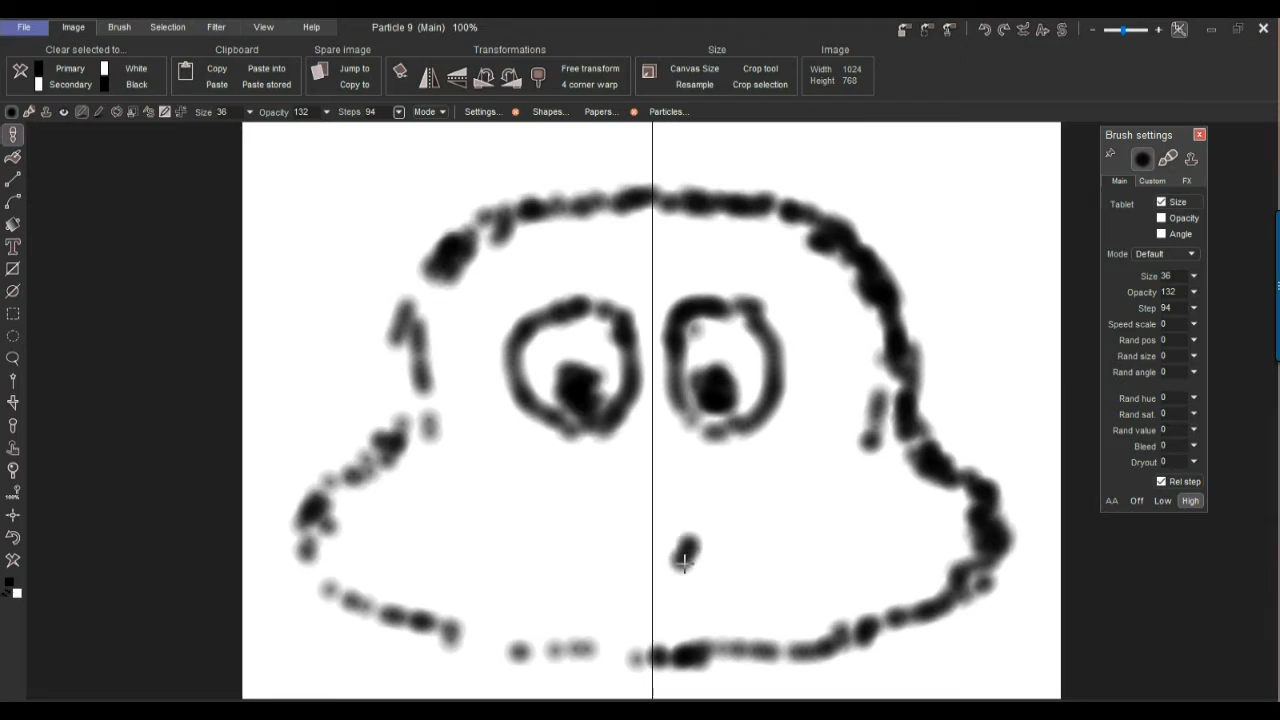 File Image Brush Selection Filter View Help Particle 9 (Main) 100%
Clear selected to... Clipboard Spare image Transformations Size Image
Primary White Copy Paste into Jump to Free transform Canvas Size Crop tool Width 1024
Secondary Black Paste Paste stored Copy to 4 corner warp Resample Crop selection Height 768
Size 36 Opacity 132 Steps 94 Mode Settings... Shapes... Papers... Particles...
Brush settings
Main Custom FX
Tablet Size
Opacity
Angle
Mode Default
Size 36
Opacity 132
Step 94
Speed scale 0
Rand pos 0
Rand size 0
Rand angle 0
Rand hue 0
Rand sat. 0
Rand value 0
Bleed 0
Dryout 0
Rel step
AA Off Low High
100%